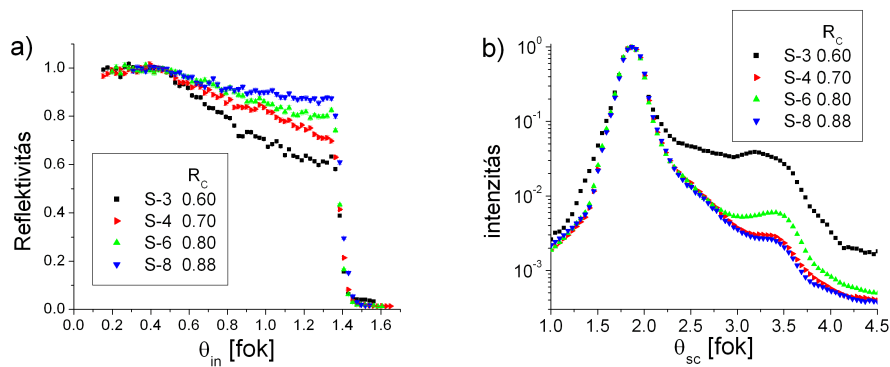 a)
Reflektivitás
1.0
0.8
0.6
0.4
0.2
0.0
R_C
S-3 0.60
S-4 0.70
S-6 0.80
S-8 0.88
0.0 0.2 0.4 0.6 0.8 1.0 1.2 1.4 1.6
θ_in [fok]
b)
intenzítás
10^0
10^-1
10^-2
10^-3
R_C
S-3 0.60
S-4 0.70
S-6 0.80
S-8 0.88
1.0 1.5 2.0 2.5 3.0 3.5 4.0 4.5
θ_sc [fok]